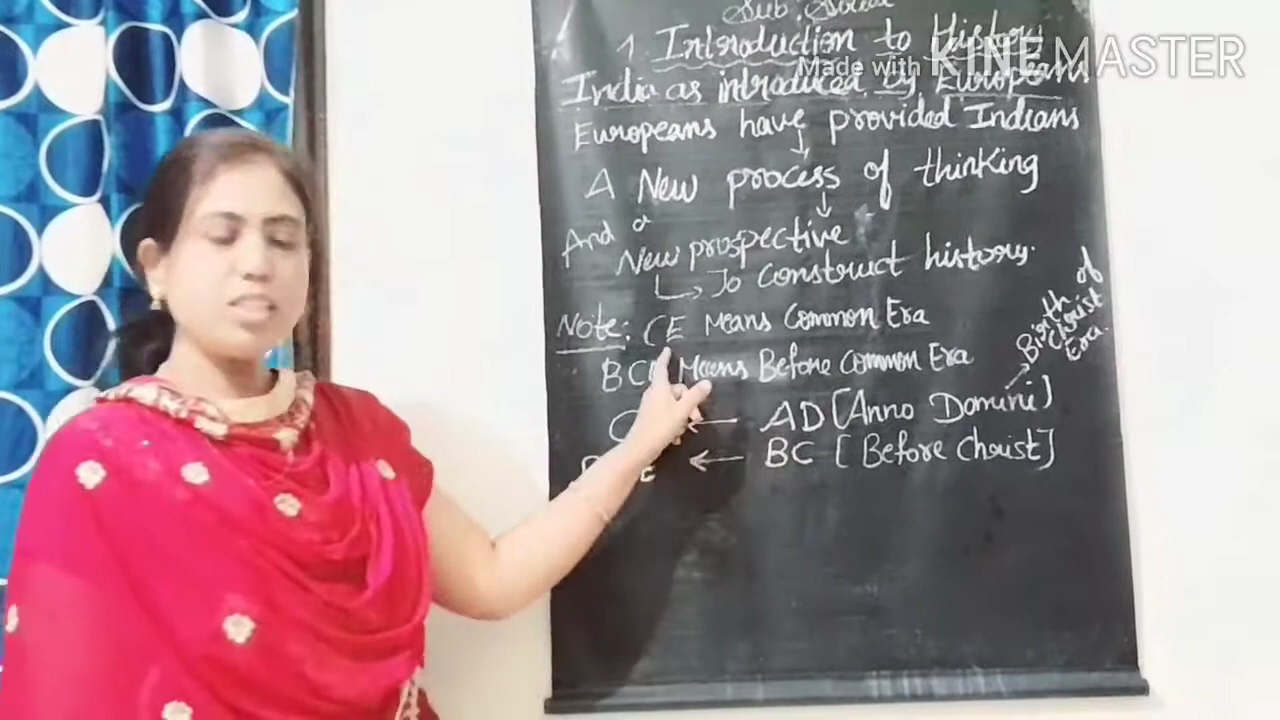 Sub: Social
1. Introduction to History
Made with KINEMASTER
India as introduced by Europeans
Europeans have provided Indians
A New process of thinking
And a
New prospective
To construct history.
Note: CE Means Common Era
BCE Means Before Common Era
Birth of
Christ
Era.
AD [Anno Domini]
BC [Before Christ]